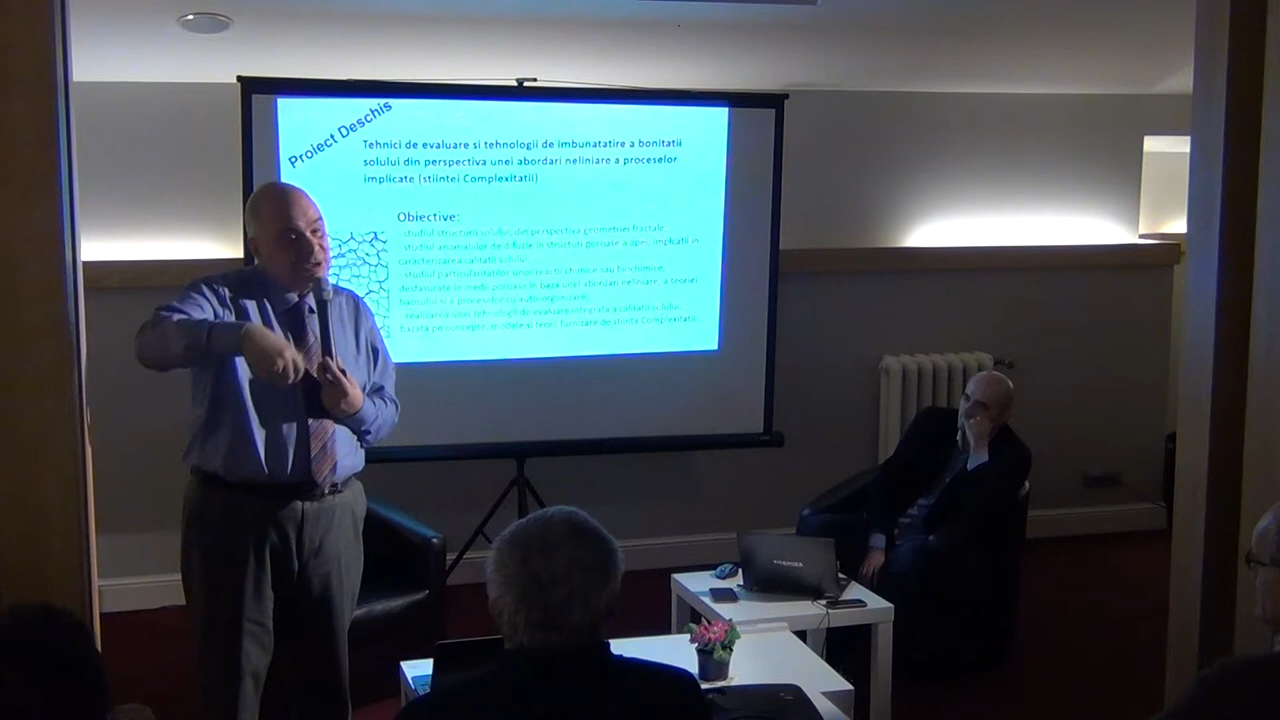 Proiect Deschis
Tehnici de evaluare si tehnologii de imbunatatire a bonitatii
solului din perspectiva unei abordari neliniare a proceselor
implicate (stiintei Complexitatii)
Obiective:
- studiul structurii solului, din perspectiva geometriei fractale,
- studiul anomaliilor de difuzie in structuri poroase a apei, implicatii in
caracterizarea calitatii solului,
- studiul particularitatilor unor reactii chimice sau biochimice,
desfasurate in medii poroase in baza unei abordari neliniare, a teoriei
haosului si a proceselor cu auto-organizare,
- realizarea unei tehnologii de evaluare integrata a calitatii solului,
bazata pe concepte, modele si teorii furnizare de stiinta Complexitatii